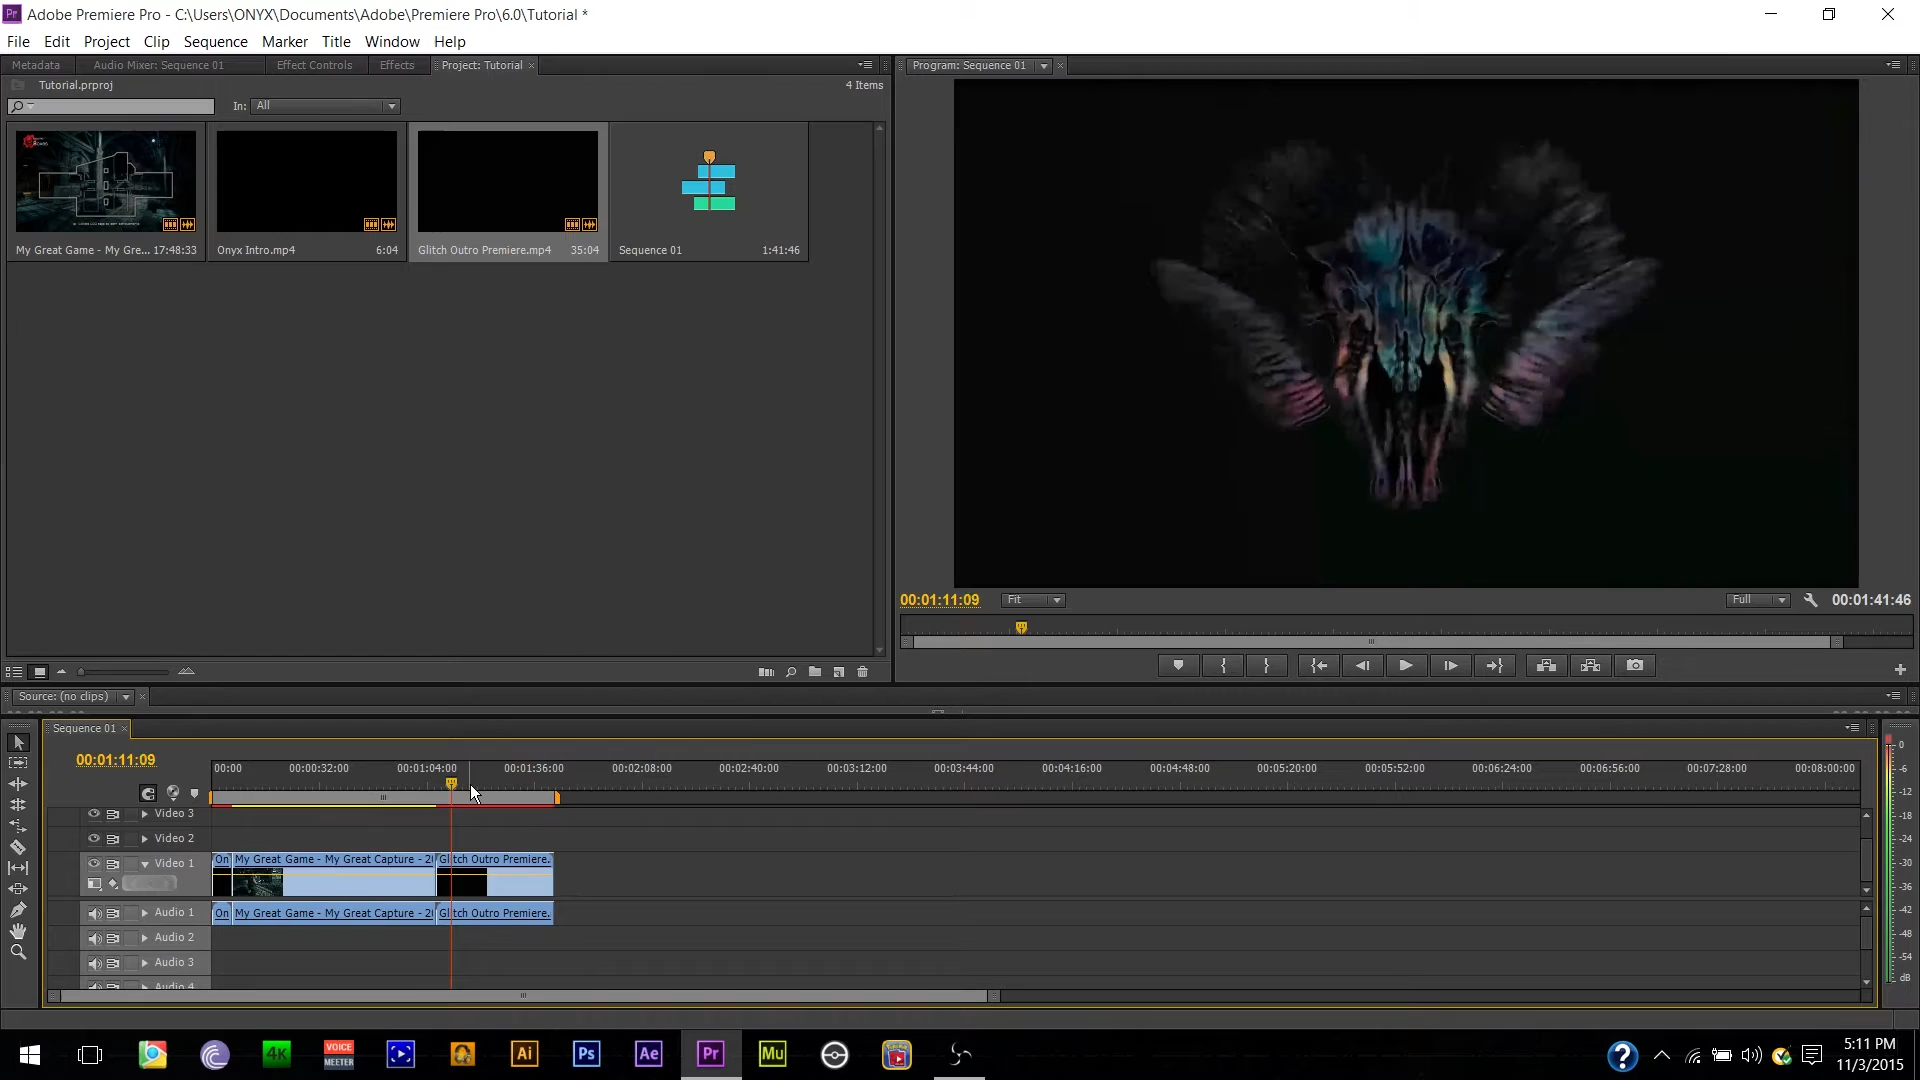 Pr Adobe Premiere Pro - C:\Users\ONYX\Documents\Adobe\Premiere Pro\6.0\Tutorial *
File Edit Project Clip Sequence Marker Title Window Help
Metadata Audio Mixer: Sequence 01 Effect Controls Effects Project: Tutorial × Program: Sequence 01
Tutorial.prproj 4 Items
In: All
My Great Game - My Gre... 17:48:33 Onyx Intro.mp4 6:04 Glitch Outro Premiere.mp4 35:04 Sequence 01 1:41:46
00:01:11:09 Fit Full 00:01:41:46
Source: (no clips)
Sequence 01
00:01:11:09
00:00 00:00:32:00 00:01:04:00 00:01:36:00 00:02:08:00 00:02:40:00 00:03:12:00 00:03:44:00 00:04:16:00 00:04:48:00 00:05:20:00 00:05:52:00 00:06:24:00 00:06:56:00 00:07:28:00 00:08:00:00
Video 3
Video 2
Video 1 On My Great Game - My Great Capture - 20 Glitch Outro Premiere.
Audio 1 On My Great Game - My Great Capture - 20 Glitch Outro Premiere.
Audio 2
Audio 3
Audio 4
0
-6
-12
-18
-24
-30
-36
-42
-48
-54
dB
4K VOICE MEETER Ai Ps Ae Pr Mu ?
5:11 PM
11/3/2015